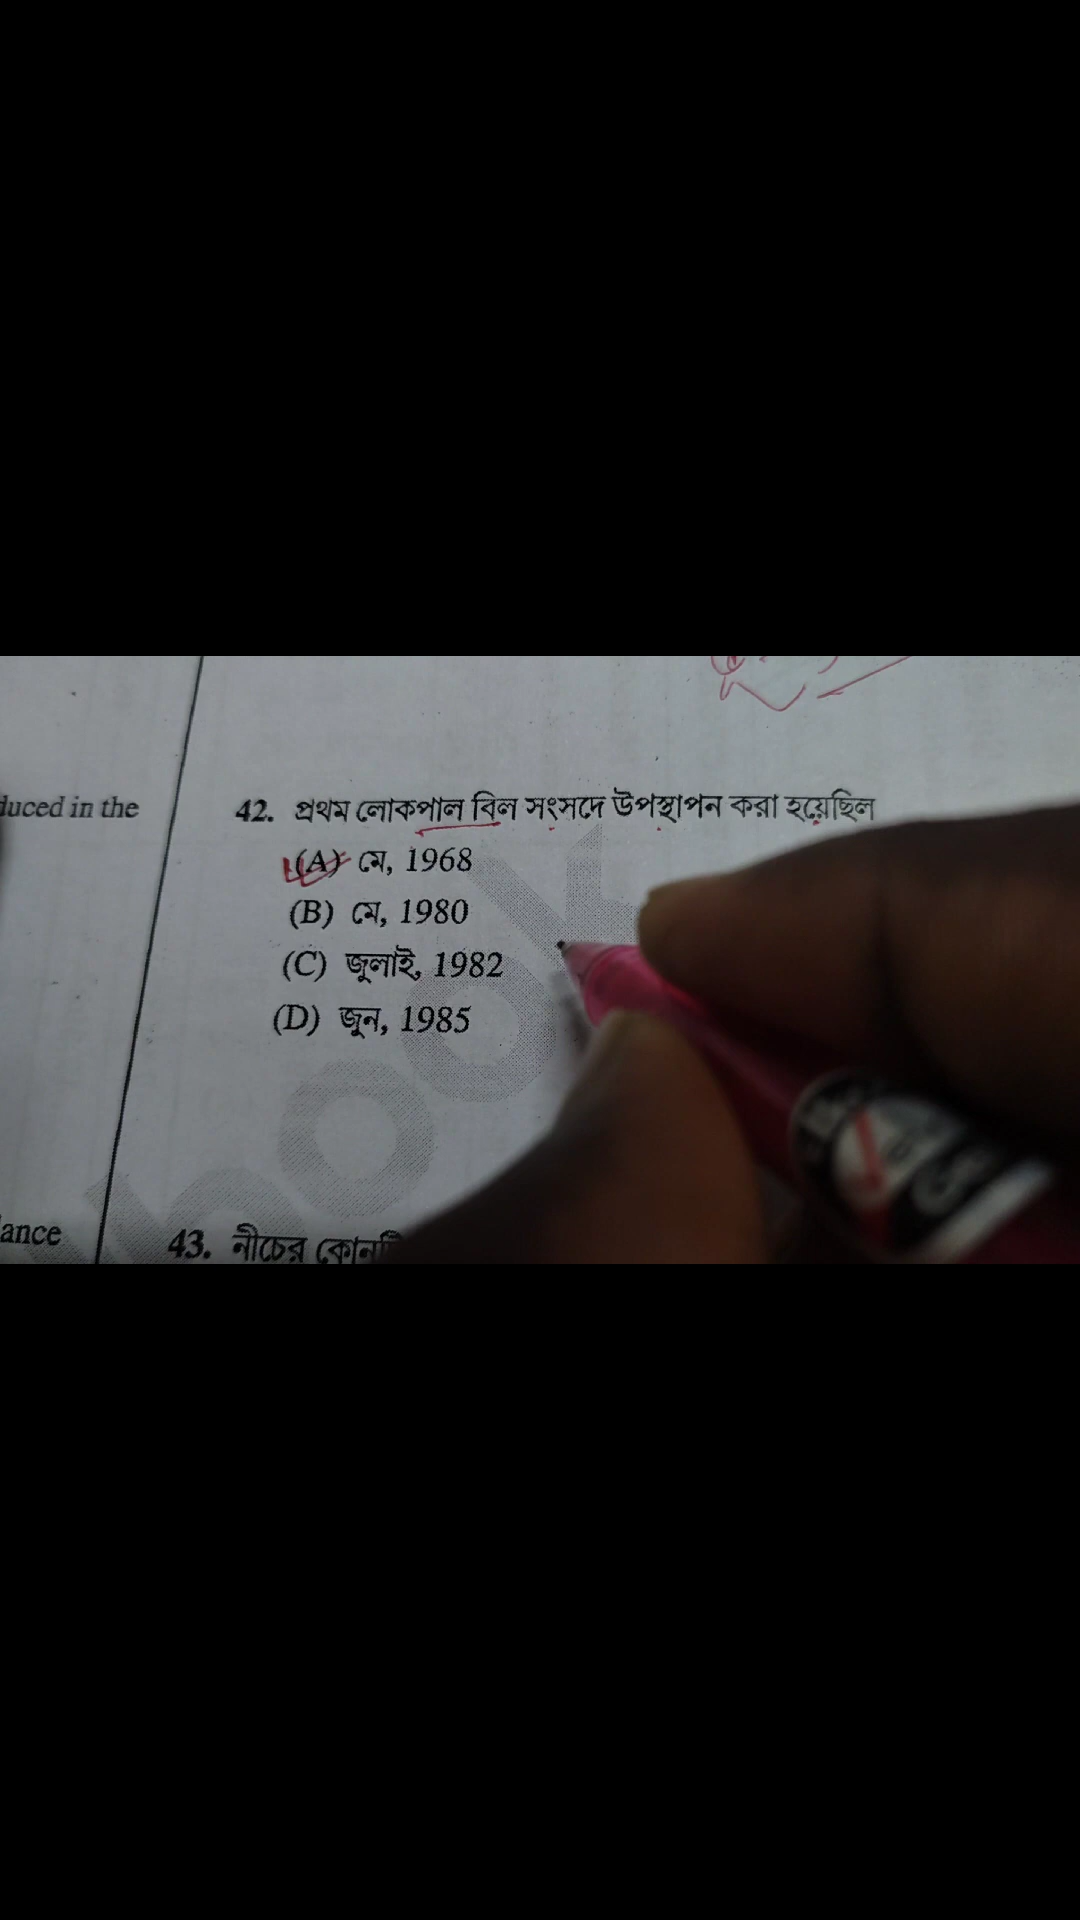 duced in the
42. প্রথম লোকপাল বিল সংসদে উপস্থাপন করা হয়েছিল
(A) মে, 1968
(B) মে, 1980
(C) জুলাই, 1982
(D) জুন, 1985
ance
43. নীচের